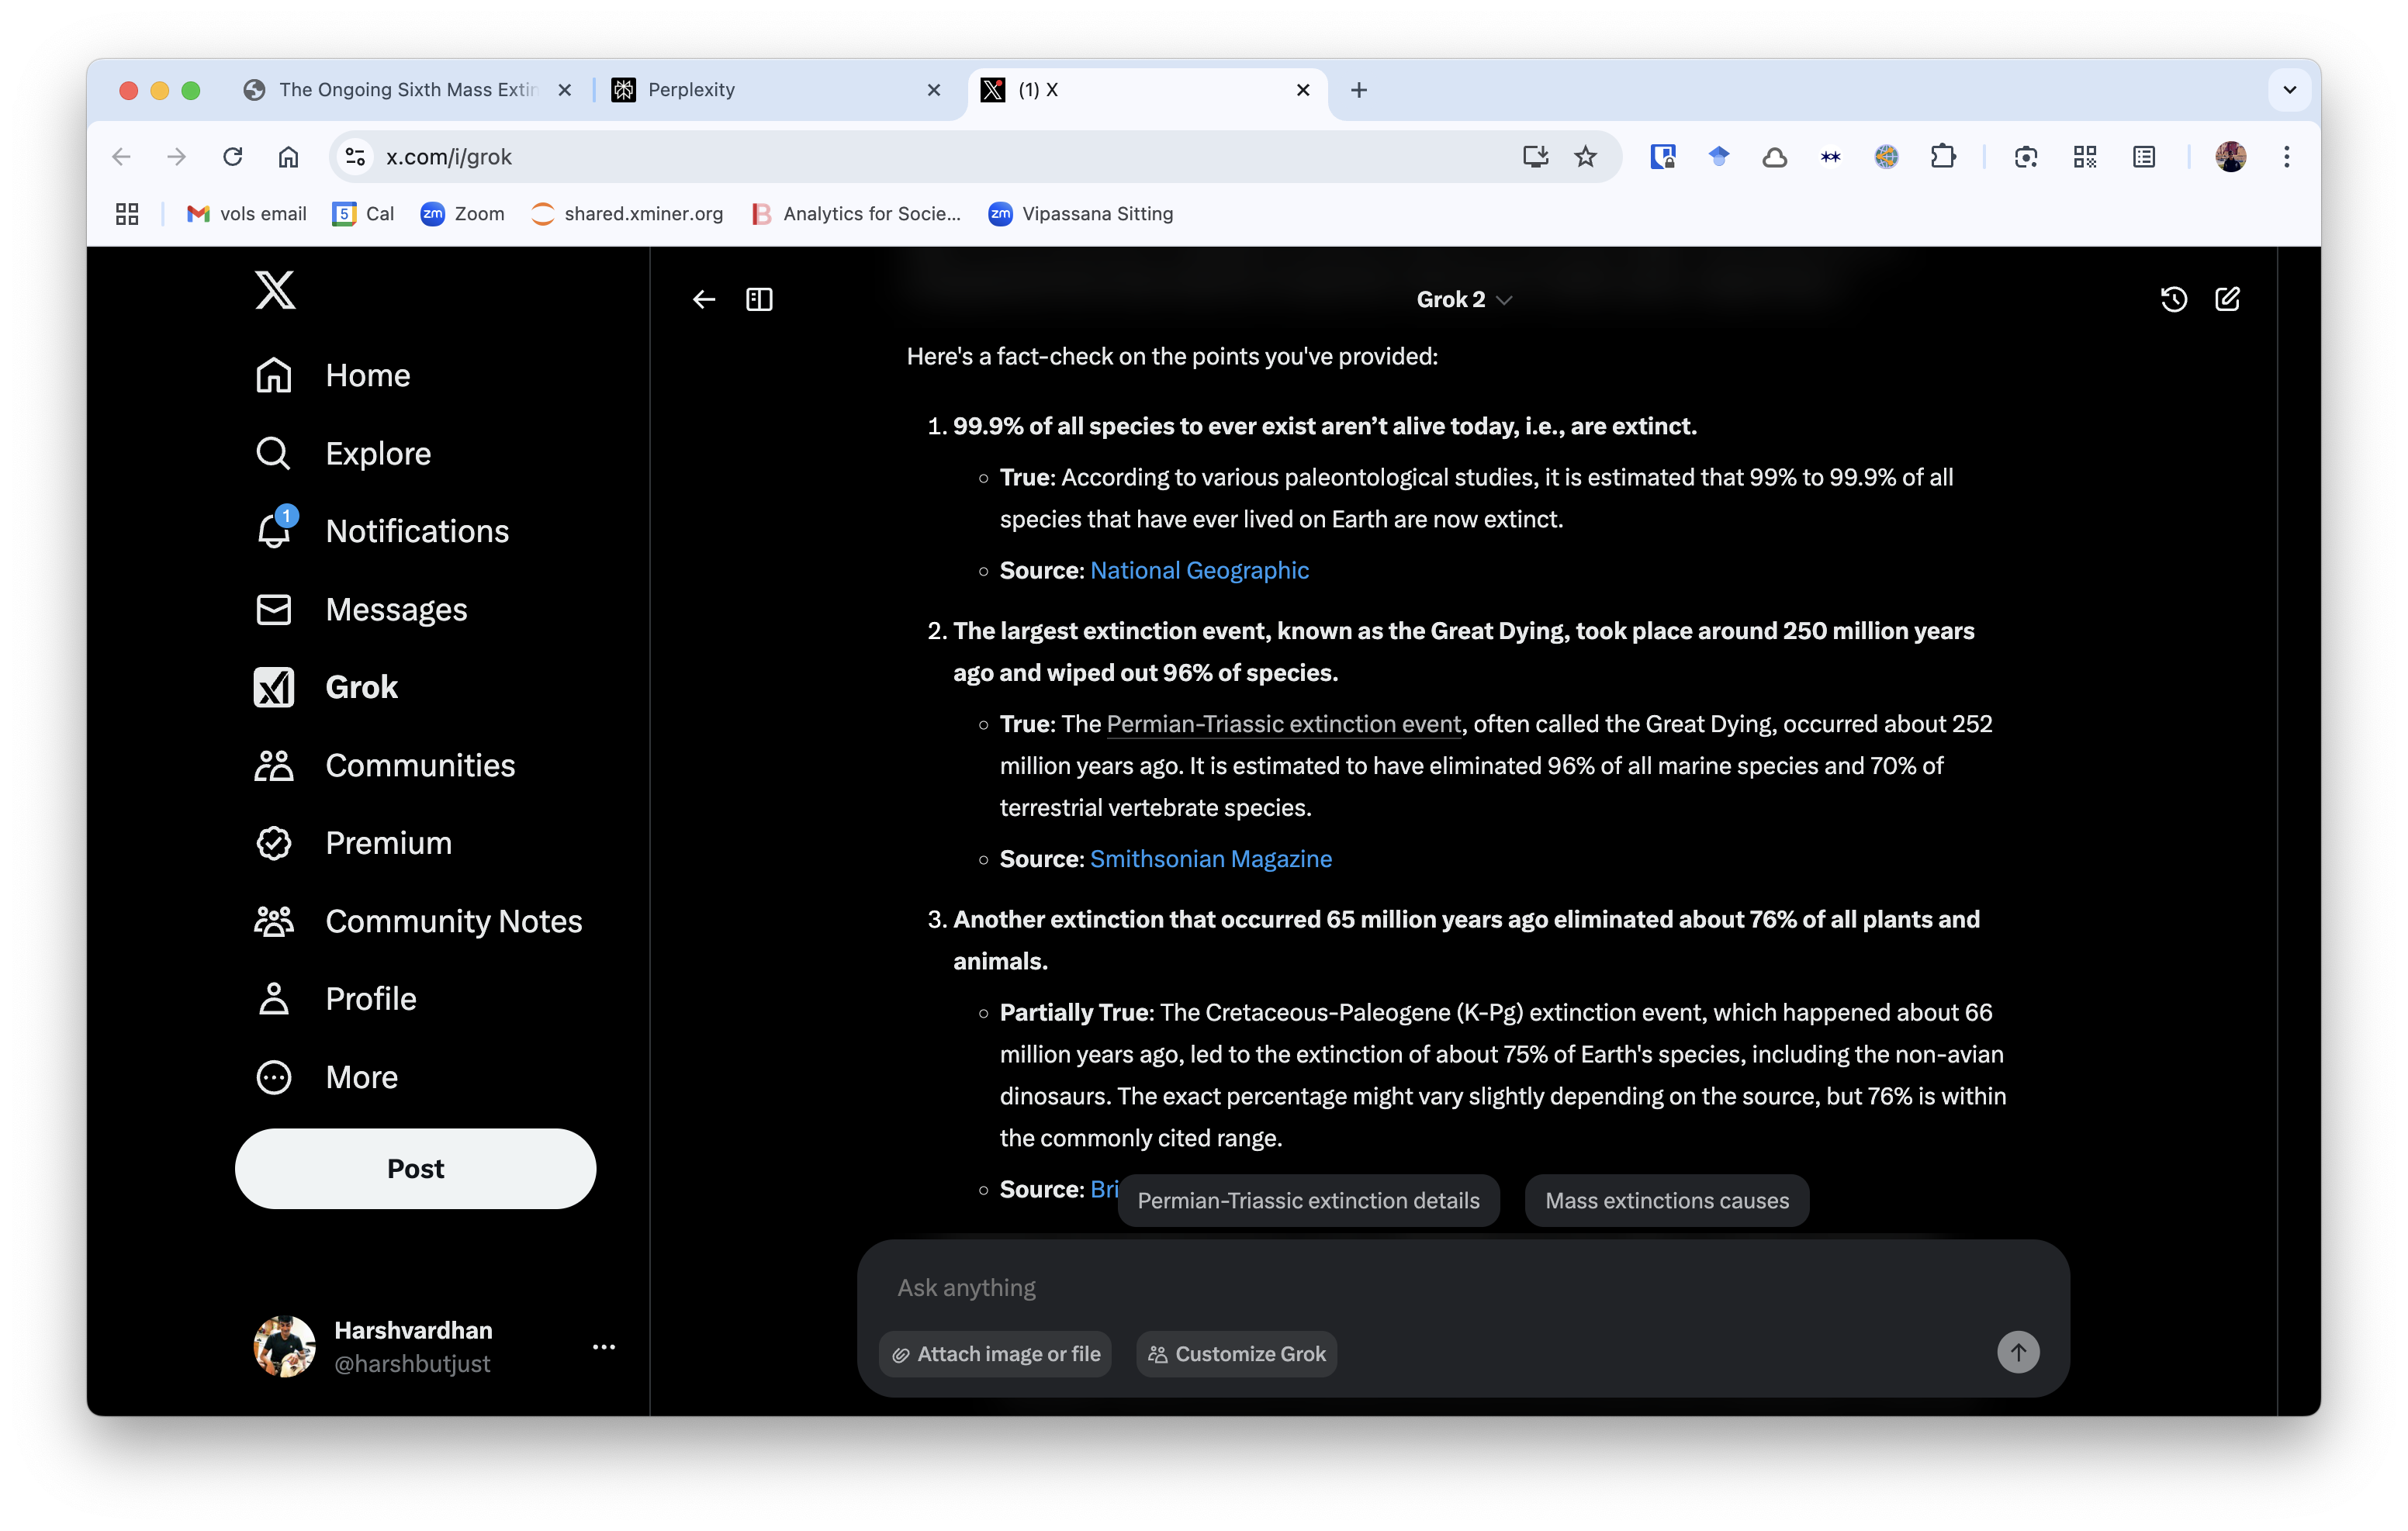 The Ongoing Sixth Mass Extin
Perplexity
(1) X
x.com/i/grok
vols email
5 Cal
zm Zoom
shared.xminer.org
B Analytics for Socie...
zm Vipassana Sitting
Home
Explore
1
Notifications
Messages
Grok
Communities
Premium
Community Notes
Profile
More
Post
Harshvardhan
@harshbutjust
Grok 2
Here's a fact-check on the points you've provided:
1. 99.9% of all species to ever exist aren’t alive today, i.e., are extinct.
True: According to various paleontological studies, it is estimated that 99% to 99.9% of all
species that have ever lived on Earth are now extinct.
Source: National Geographic
2. The largest extinction event, known as the Great Dying, took place around 250 million years
ago and wiped out 96% of species.
True: The Permian-Triassic extinction event, often called the Great Dying, occurred about 252
million years ago. It is estimated to have eliminated 96% of all marine species and 70% of
terrestrial vertebrate species.
Source: Smithsonian Magazine
3. Another extinction that occurred 65 million years ago eliminated about 76% of all plants and
animals.
Partially True: The Cretaceous-Paleogene (K-Pg) extinction event, which happened about 66
million years ago, led to the extinction of about 75% of Earth's species, including the non-avian
dinosaurs. The exact percentage might vary slightly depending on the source, but 76% is within
the commonly cited range.
Source: Bri
Permian-Triassic extinction details
Mass extinctions causes
Ask anything
Attach image or file
Customize Grok